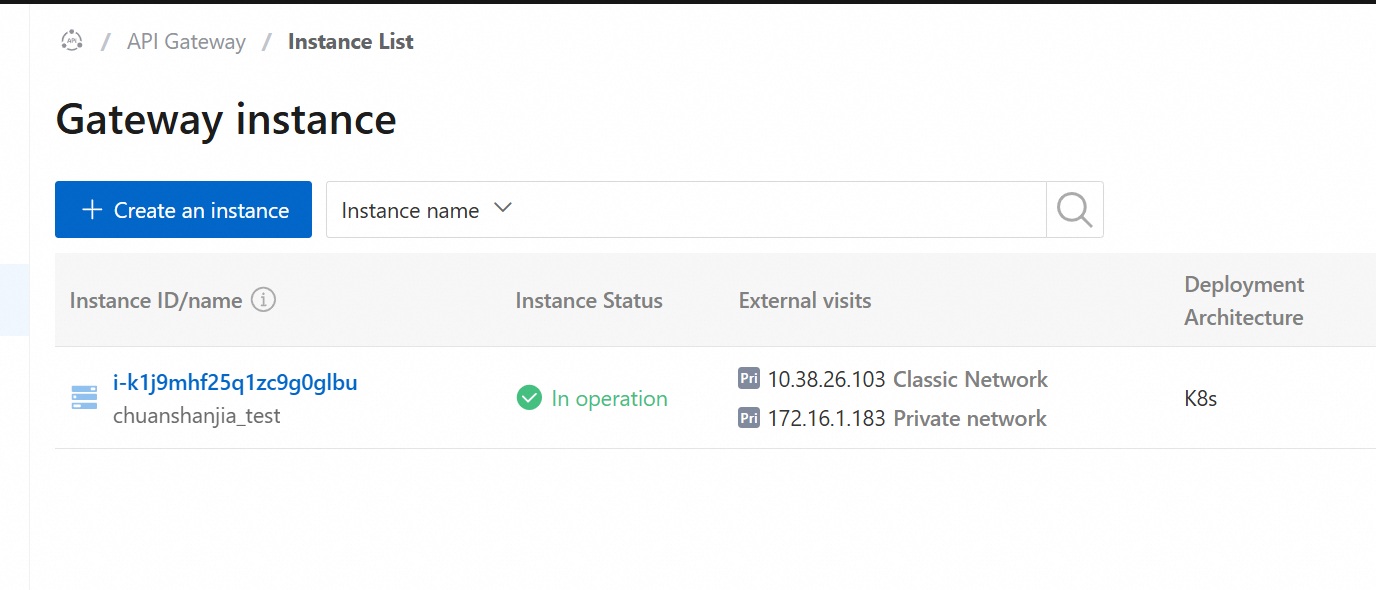 API / API Gateway / Instance List
Gateway instance
+ Create an instance
Instance name
Instance ID/name i
Instance Status
External visits
Deployment
Architecture
i-k1j9mhf25q1zc9g0glbu
chuanshanjia_test
In operation
Pri 10.38.26.103 Classic Network
Pri 172.16.1.183 Private network
K8s